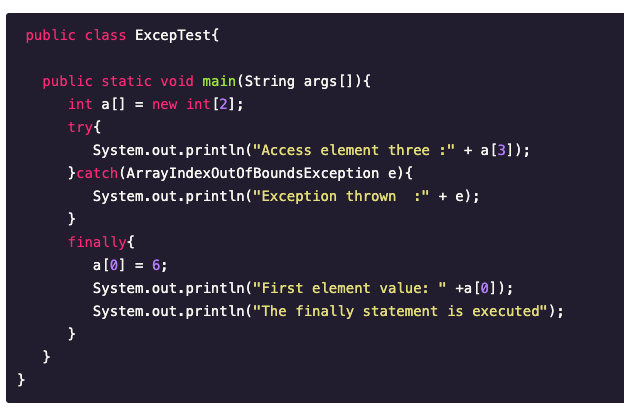 public class ExcepTest{
public static void main(String args[]){
int a[] = new int[2];
try{
System.out.println("Access element three :" + a[3]);
}catch(ArrayIndexOutOfBoundsException e){
System.out.println("Exception thrown  :" + e);
}
finally{
a[0] = 6;
System.out.println("First element value: " +a[0]);
System.out.println("The finally statement is executed");
}
}
}